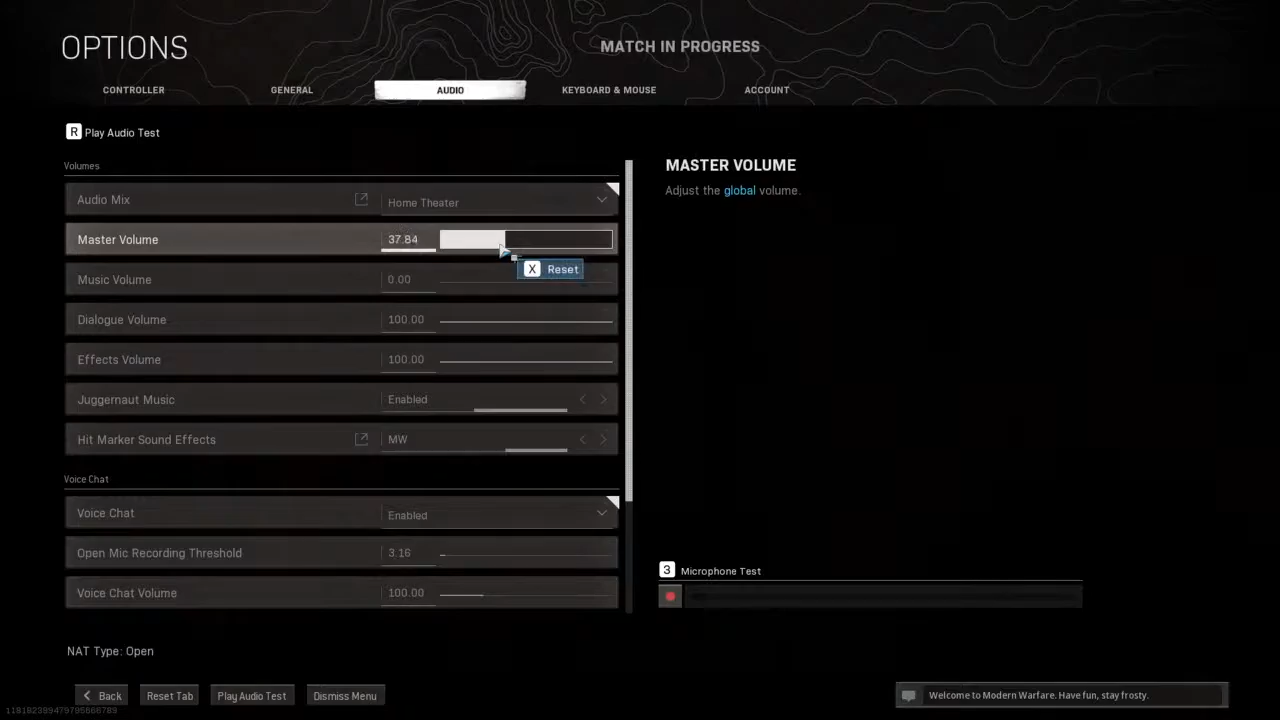 OPTIONS
MATCH IN PROGRESS
CONTROLLER GENERAL AUDIO KEYBOARD & MOUSE ACCOUNT
R Play Audio Test
Volumes
MASTER VOLUME
Adjust the global volume.
Audio Mix Home Theater
Master Volume 37.84
X Reset
Music Volume 0.00
Dialogue Volume 100.00
Effects Volume 100.00
Juggernaut Music Enabled
Hit Marker Sound Effects MW
Voice Chat
Voice Chat Enabled
Open Mic Recording Threshold 3.16
3 Microphone Test
Voice Chat Volume 100.00
NAT Type: Open
Back Reset Tab Play Audio Test Dismiss Menu
Welcome to Modern Warfare. Have fun, stay frosty.